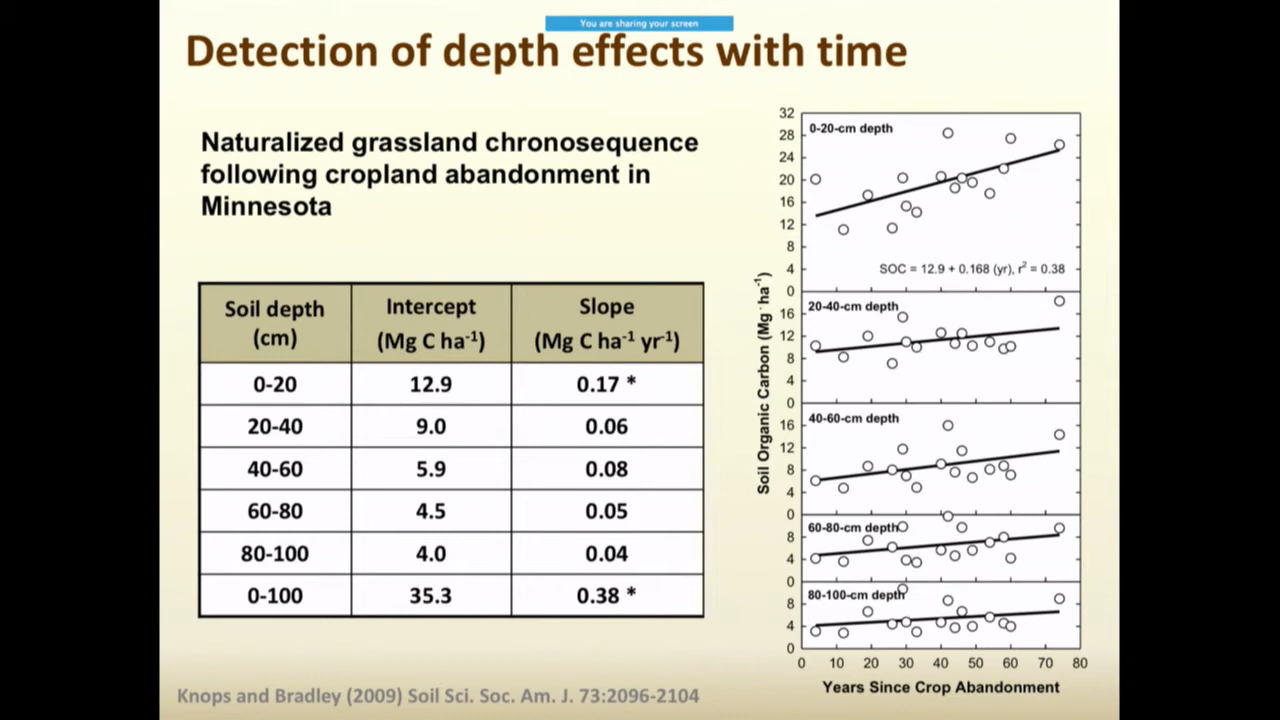 You are sharing your screen
Detection of depth effects with time
Naturalized grassland chronosequence
following cropland abandonment in
Minnesota
Soil depth
(cm)
Intercept
(Mg C ha⁻¹)
Slope
(Mg C ha⁻¹ yr⁻¹)
0-20 12.9 0.17 *
20-40 9.0 0.06
40-60 5.9 0.08
60-80 4.5 0.05
80-100 4.0 0.04
0-100 35.3 0.38 *
Knops and Bradley (2009) Soil Sci. Soc. Am. J. 73:2096-2104
Soil Organic Carbon (Mg · ha⁻¹)
32
28
24
20
16
12
8
4
0
0-20-cm depth
SOC = 12.9 + 0.168 (yr), r² = 0.38
16
12
8
4
0
20-40-cm depth
16
12
8
4
0
40-60-cm depth
8
4
0
60-80-cm depth
8
4
0
80-100-cm depth
0 10 20 30 40 50 60 70 80
Years Since Crop Abandonment